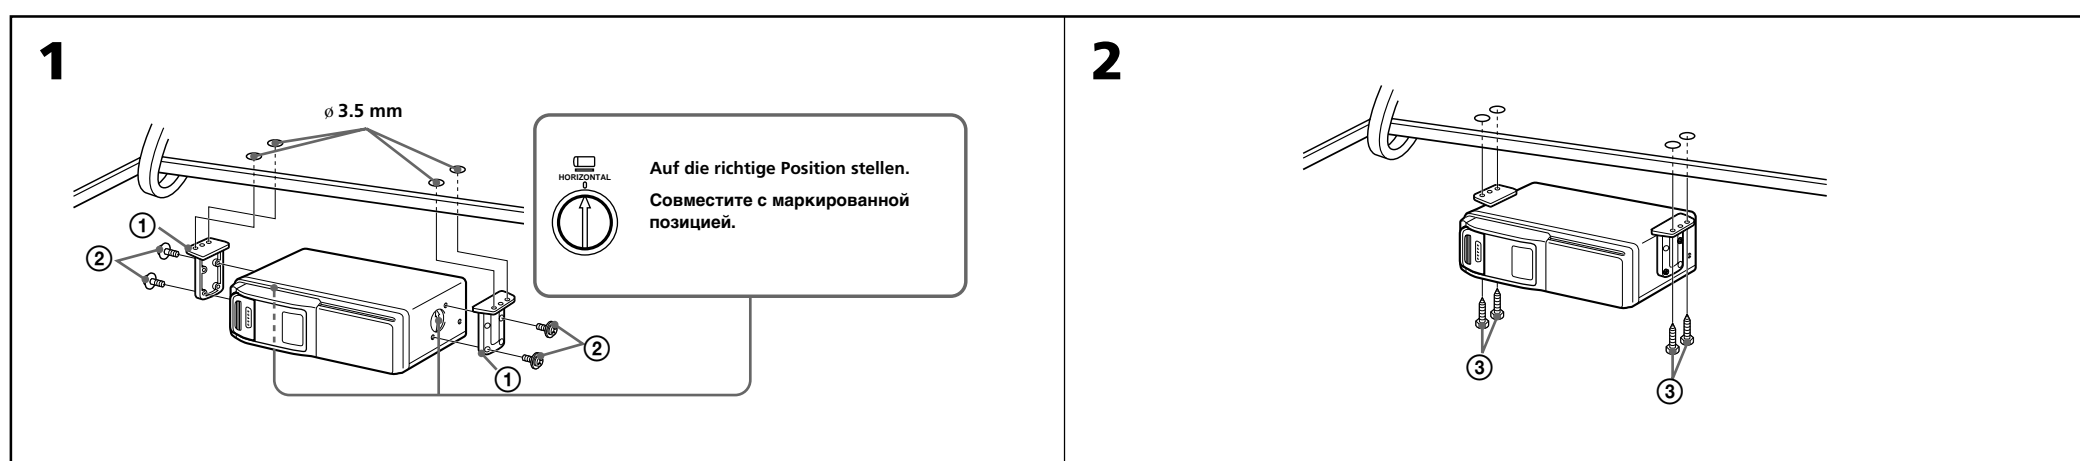 1
ø 3.5 mm
HORIZONTAL
0
Auf die richtige Position stellen.
Совместите с маркированной
позицией.
①
②
②
①
2
③
③